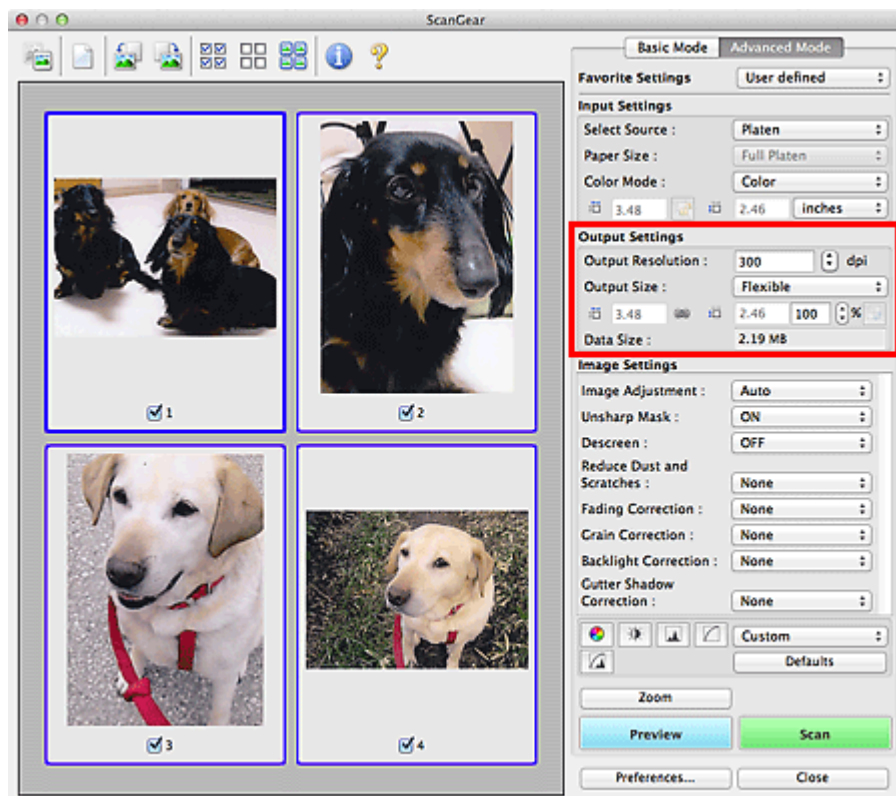 ScanGear
Basic Mode Advanced Mode
Favorite Settings User defined
Input Settings
Select Source : Platen
Paper Size : Full Platen
Color Mode : Color
3.48 2.46 inches
Output Settings
Output Resolution : 300 dpi
Output Size : Flexible
3.48 2.46 100 %
Data Size : 2.19 MB
Image Settings
Image Adjustment : Auto
Unsharp Mask : ON
Descreen : OFF
Reduce Dust and
Scratches : None
Fading Correction : None
Grain Correction : None
Backlight Correction : None
Gutter Shadow
Correction : None
Custom
Defaults
Zoom
Preview Scan
Preferences... Close
1
2
3
4